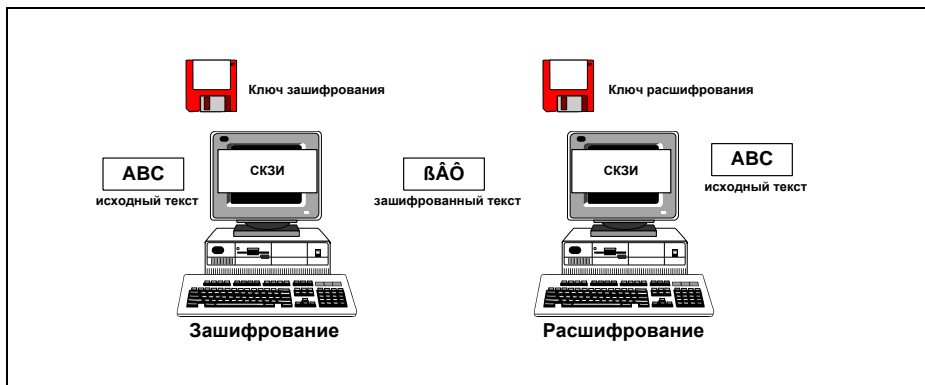 Ключ зашифрования
Ключ расшифрования
ABC
СКЗИ
ßÂÔ
СКЗИ
ABC
исходный текст
зашифрованный текст
исходный текст
Зашифрование
Расшифрование